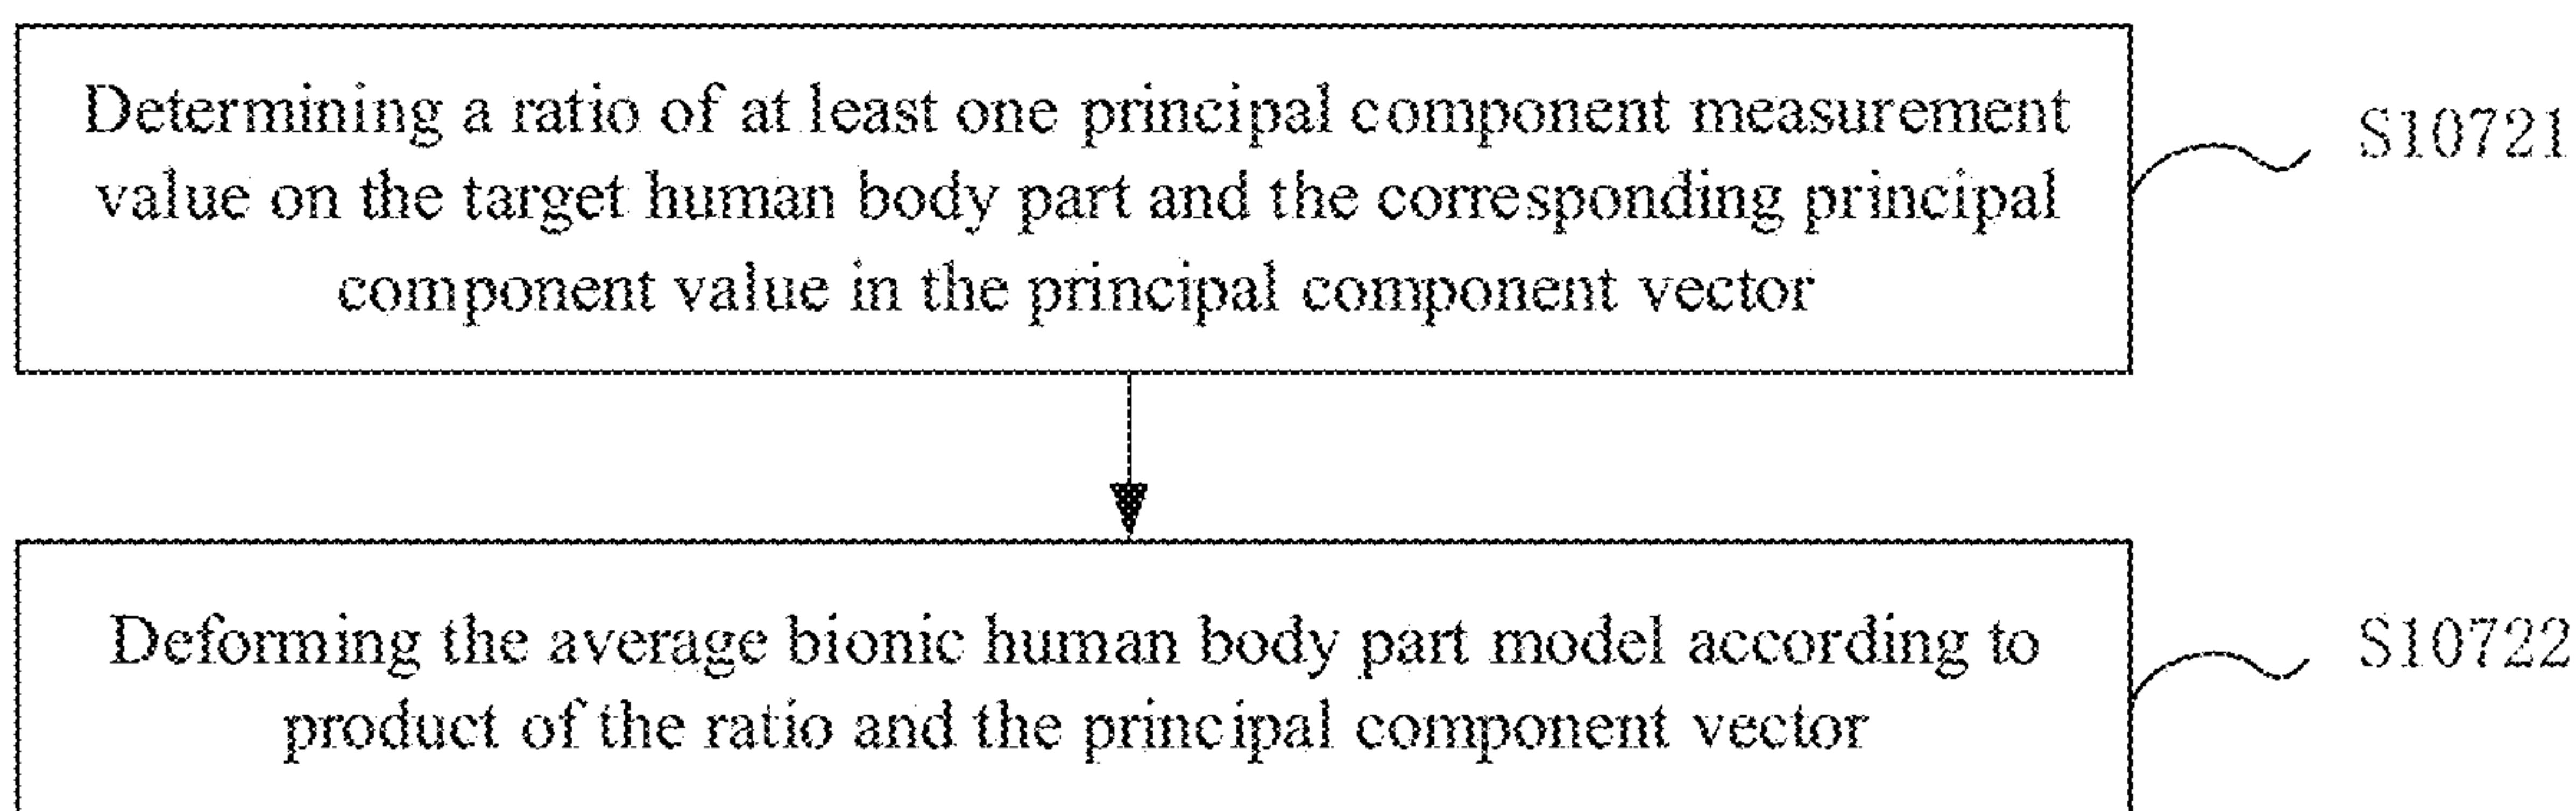 Determining a ratio of at least one principal component measurement
value on the target human body part and the corresponding principal
component value in the principal component vector
S10721
Deforming the average bionic human body part model according to
product of the ratio and the principal component vector
S10722